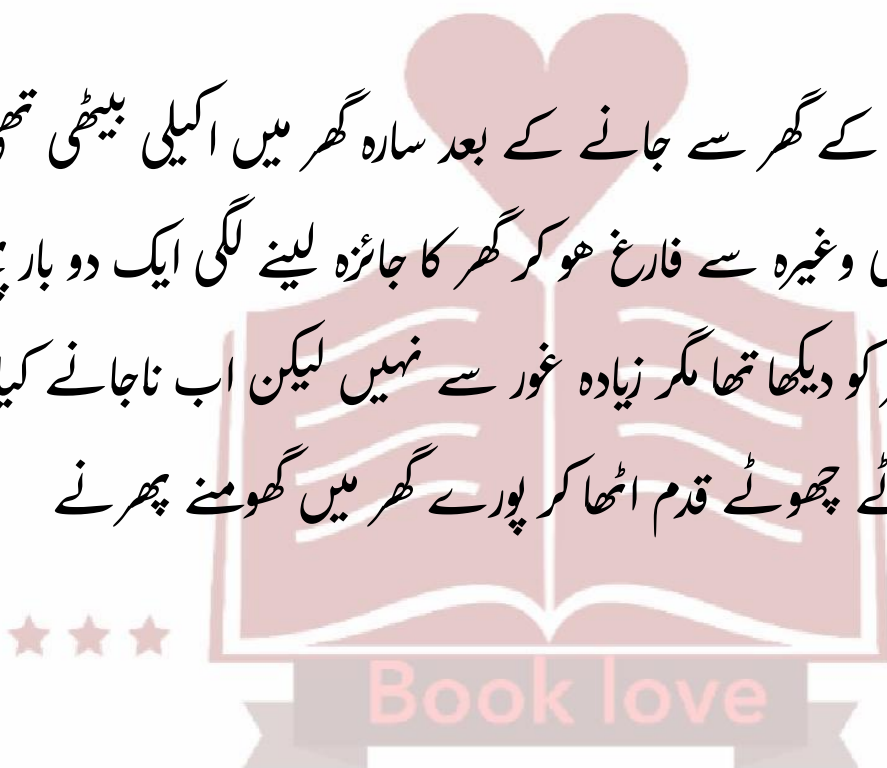 کے گھر سے جانے کے بعد سارہ گھر میں اکیلی بیٹھی
وغیرہ سے فارغ ھو کر گھر کا جائزہ لینے لگی ایک دو بار
کو دیکھا تھا مگر زیادہ غور سے نہیں لیکن اب ناجانے کیا
چھوٹے قدم اٹھا کر پورے گھر میں گھومنے پھرنے
Book love